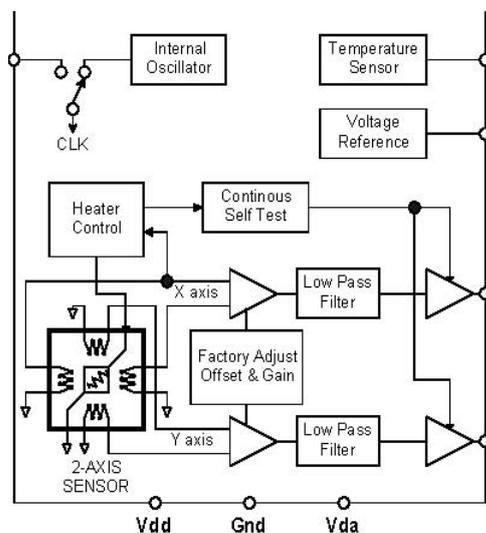 Internal
Oscillator
Temperature
Sensor
CLK
Voltage
Reference
Heater
Control
Continous
Self Test
X axis
Low Pass
Filter
Factory Adjust
Offset & Gain
Y axis
Low Pass
Filter
2-AXIS
SENSOR
Vdd
Gnd
Vda